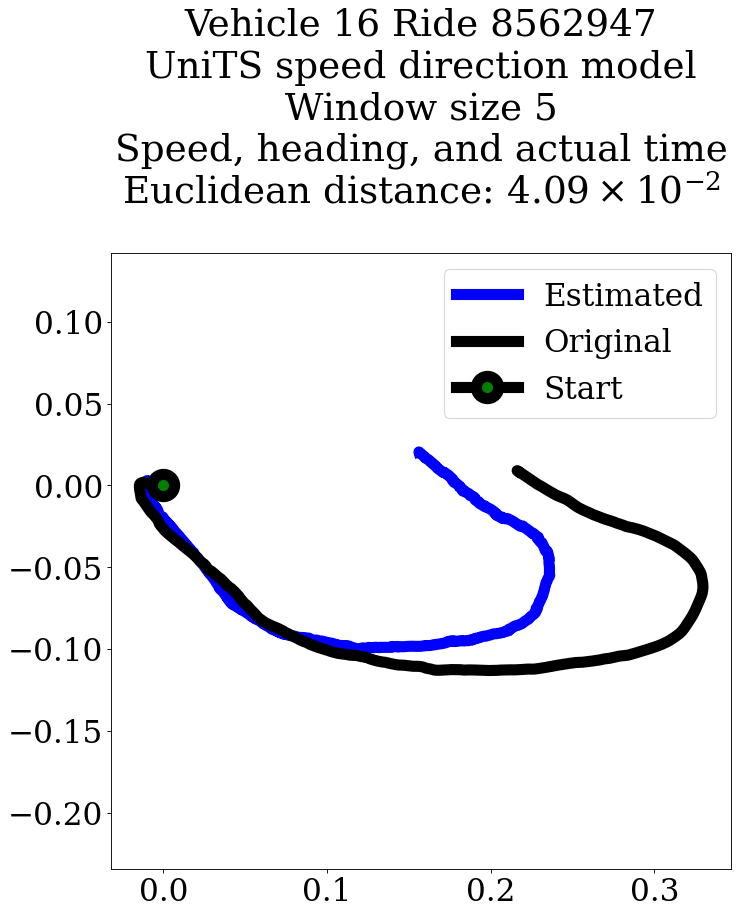 Vehicle 16 Ride 8562947
UniTS speed direction model
Window size 5
Speed, heading, and actual time
Euclidean distance: 4.09 × 10⁻²
Estimated
Original
Start
0.10
0.05
0.00
−0.05
−0.10
−0.15
−0.20
0.0 0.1 0.2 0.3